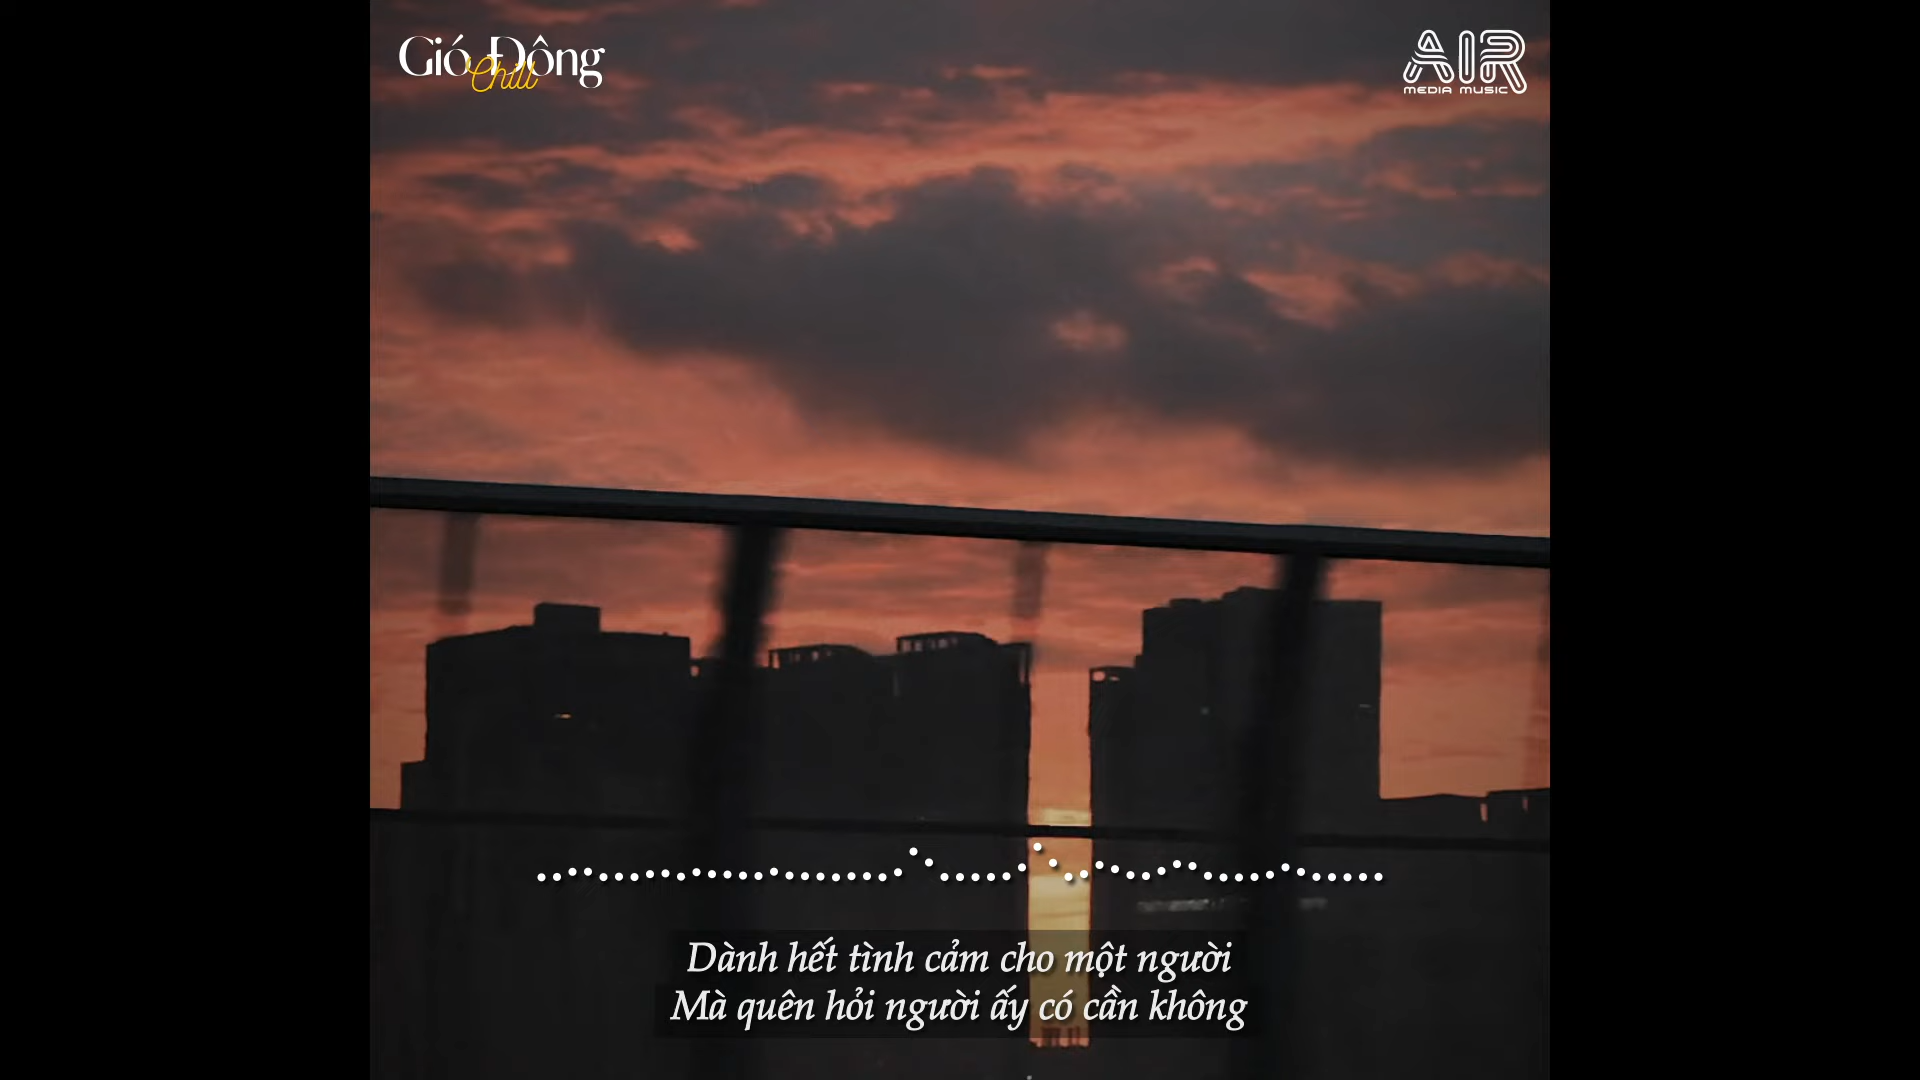 Gió Đông
Chill
AIR
MEDIA MUSIC
Dành hết tình cảm cho một người
Mà quên hỏi người ấy có cần không